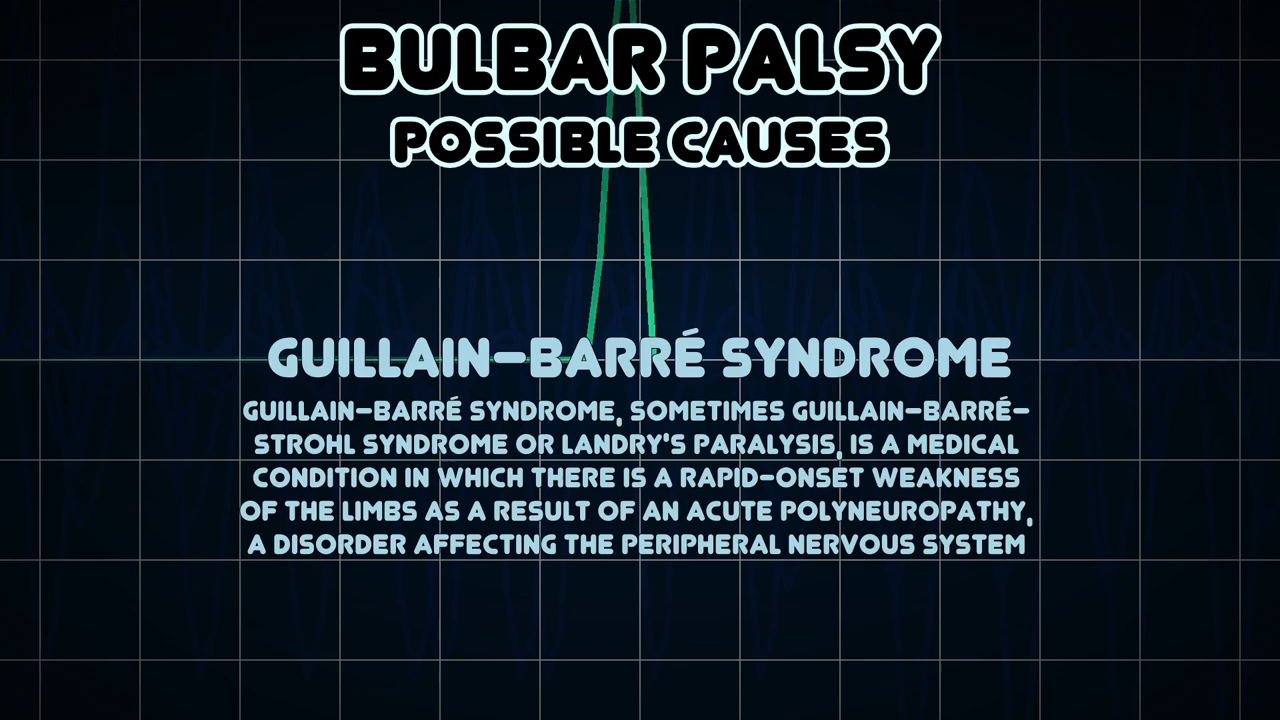 BULBAR PALSY
POSSIBLE CAUSES
GUILLAIN-BARRÉ SYNDROME
GUILLAIN-BARRÉ SYNDROME, SOMETIMES GUILLAIN-BARRÉ-
STROHL SYNDROME OR LANDRY'S PARALYSIS, IS A MEDICAL
CONDITION IN WHICH THERE IS A RAPID-ONSET WEAKNESS
OF THE LIMBS AS A RESULT OF AN ACUTE POLYNEUROPATHY,
A DISORDER AFFECTING THE PERIPHERAL NERVOUS SYSTEM